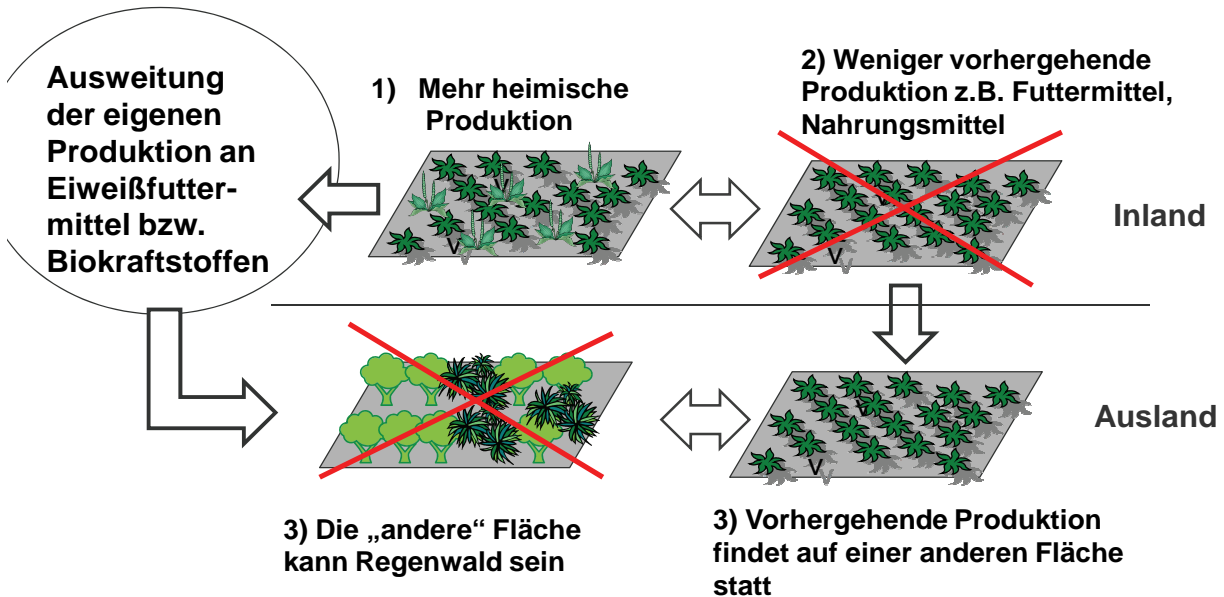 Ausweitung
der eigenen
Produktion an
Eiweißfutter-
mittel bzw.
Biokraftstoffen
1) Mehr heimische
Produktion
2) Weniger vorhergehende
Produktion z.B. Futtermittel,
Nahrungsmittel
V
V
V
V
Inland
V
V
V
Ausland
3) Die „andere“ Fläche
kann Regenwald sein
3) Vorhergehende Produktion
findet auf einer anderen Fläche
statt